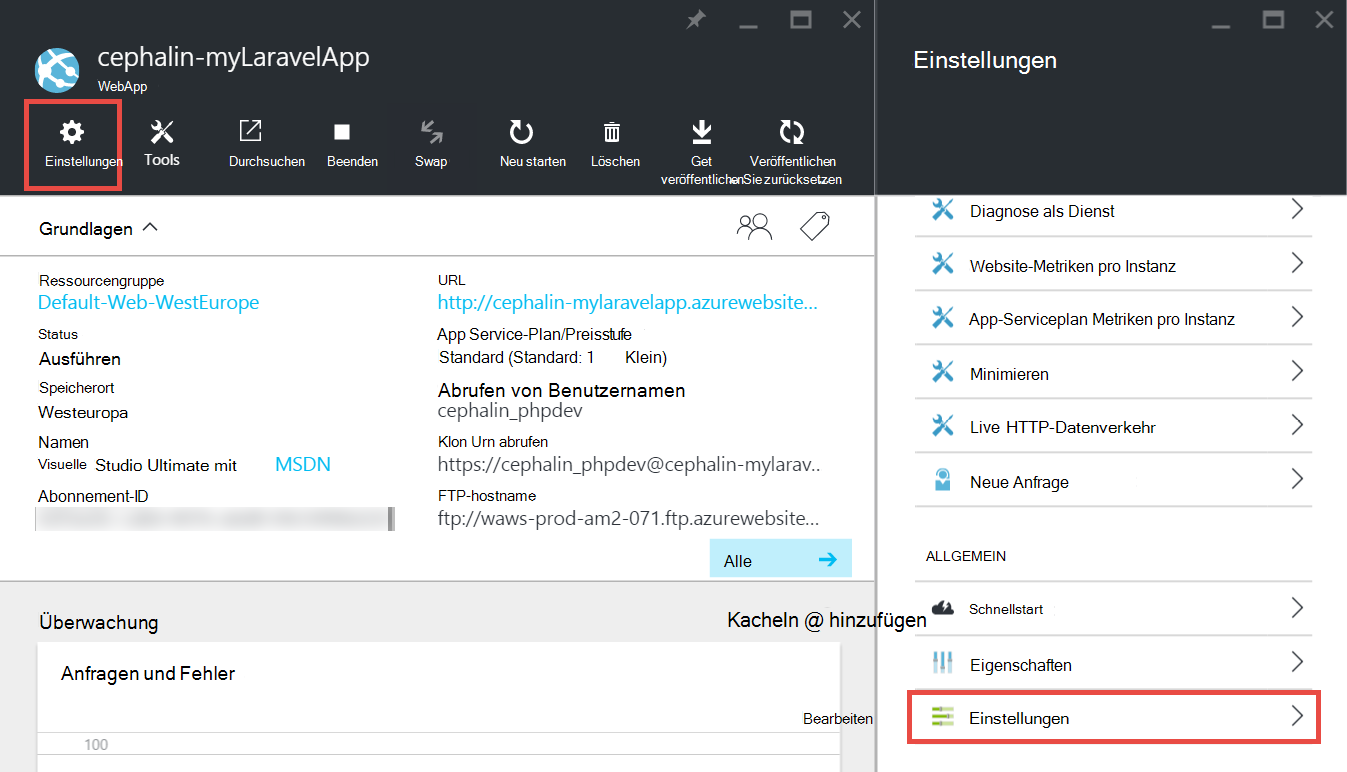 cephalin-myLaravelApp
WebApp
Einstellungen
Tools
Durchsuchen
Beenden
Swap
Neu starten
Löschen
Get
veröffentlichen
Veröffentlichen
Sie zurücksetzen
Grundlagen
Ressourcengruppe
Default-Web-WestEurope
Status
Ausführen
Speicherort
Westeuropa
Namen
Visuelle Studio Ultimate mit MSDN
Abonnement-ID
URL
http://cephalin-mylaravelapp.azurewebsite...
App Service-Plan/Preisstufe
Standard (Standard: 1 Klein)
Abrufen von Benutzernamen
cephalin_phpdev
Klon Urn abrufen
https://cephalin_phpdev@cephalin-mylarav..
FTP-hostname
ftp://waws-prod-am2-071.ftp.azurewebsite...
Alle
Überwachung
Kacheln @ hinzufügen
Anfragen und Fehler
Bearbeiten
100
Einstellungen
Diagnose als Dienst
Website-Metriken pro Instanz
App-Serviceplan Metriken pro Instanz
Minimieren
Live HTTP-Datenverkehr
Neue Anfrage
ALLGEMEIN
Schnellstart
Eigenschaften
Einstellungen